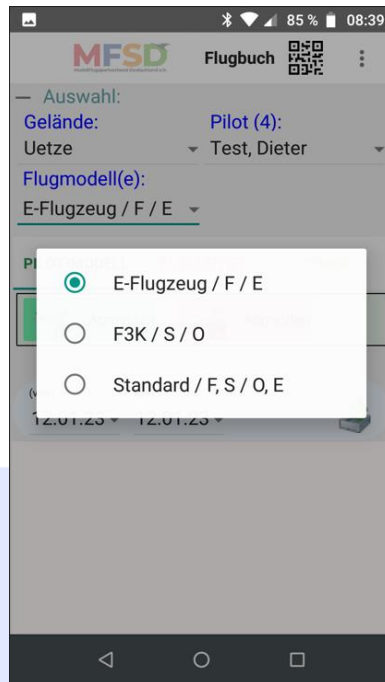 85 % 08:39
MFSD
Flugbuch
— Auswahl:
Gelände: Pilot (4):
Uetze Test, Dieter
Flugmodell(e):
E-Flugzeug / F / E
E-Flugzeug / F / E
F3K / S / O
Standard / F, S / O, E
12.01.23 12.01.23